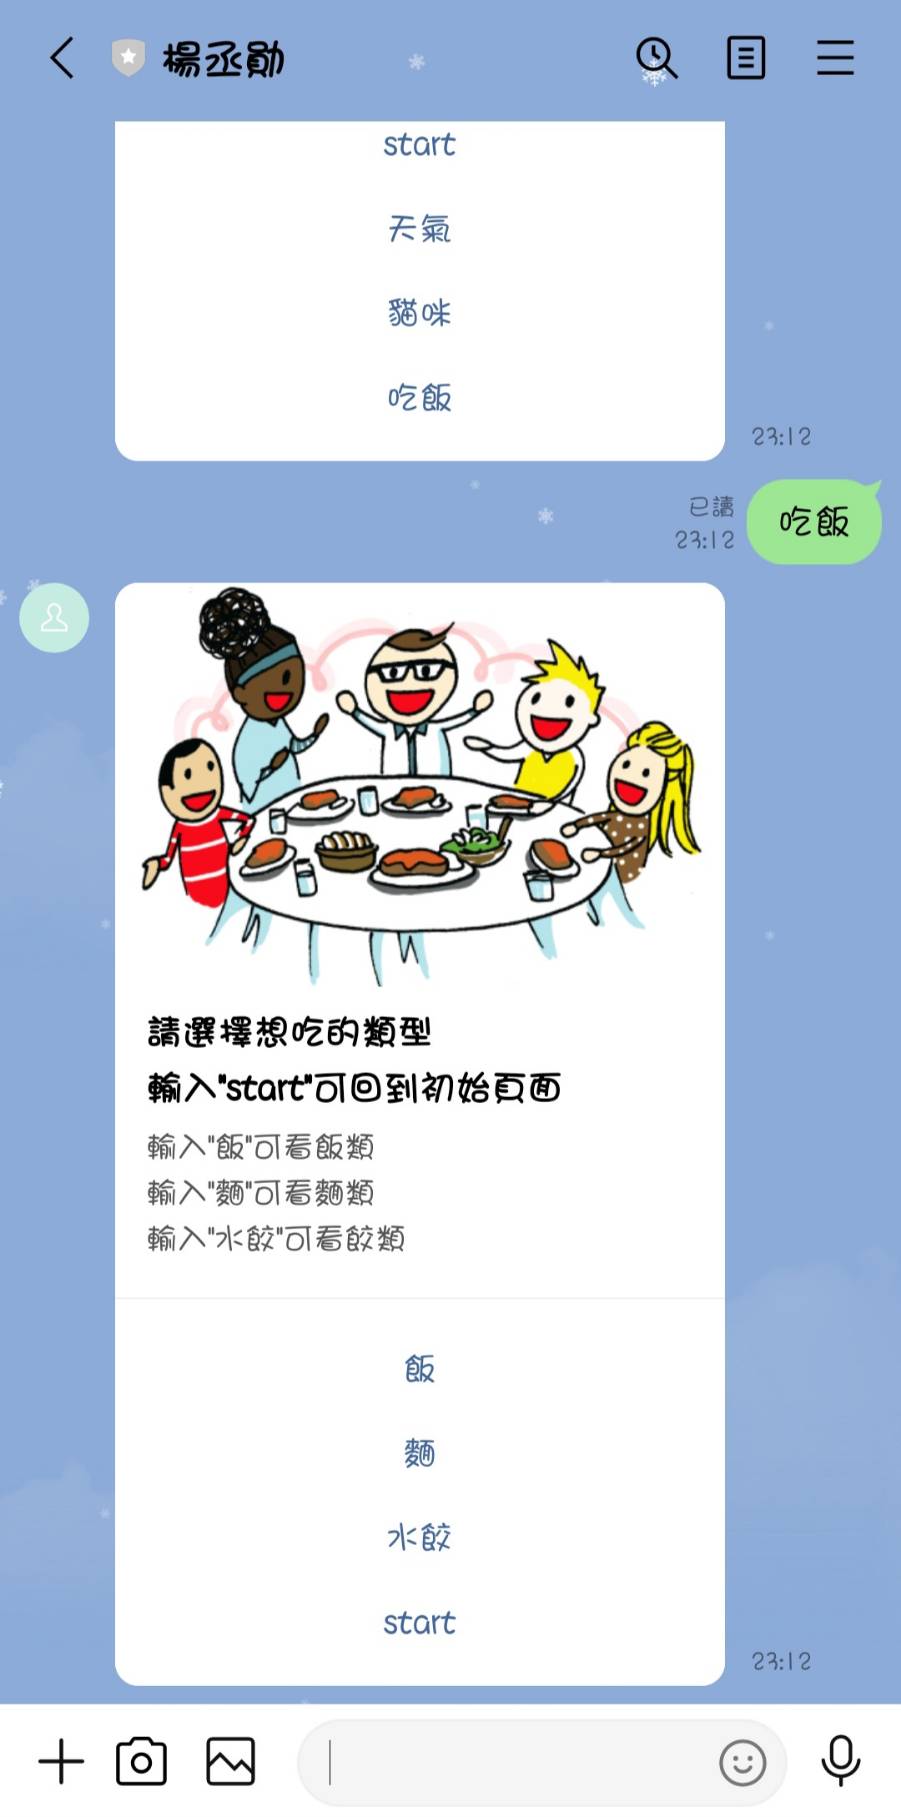 楊丞勛
start
天氣
貓咪
吃飯
23:12
已讀
23:12
吃飯
請選擇想吃的類型
輸入"start"可回到初始頁面
輸入"飯"可看飯類
輸入"麵"可看麵類
輸入"水餃"可看餃類
飯
麵
水餃
start
23:12